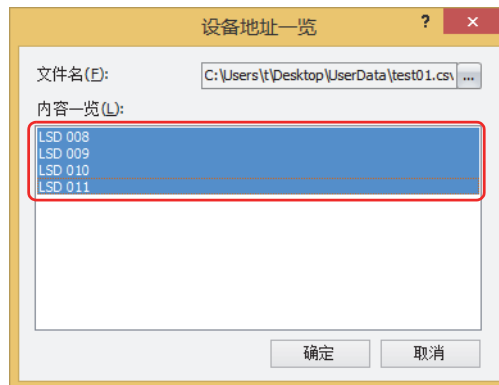 设备地址一览
? ×
文件名(F):
C:\Users\t\Desktop\UserData\test01.csv ...
内容一览(L):
LSD 008
LSD 009
LSD 010
LSD 011
确定
取消